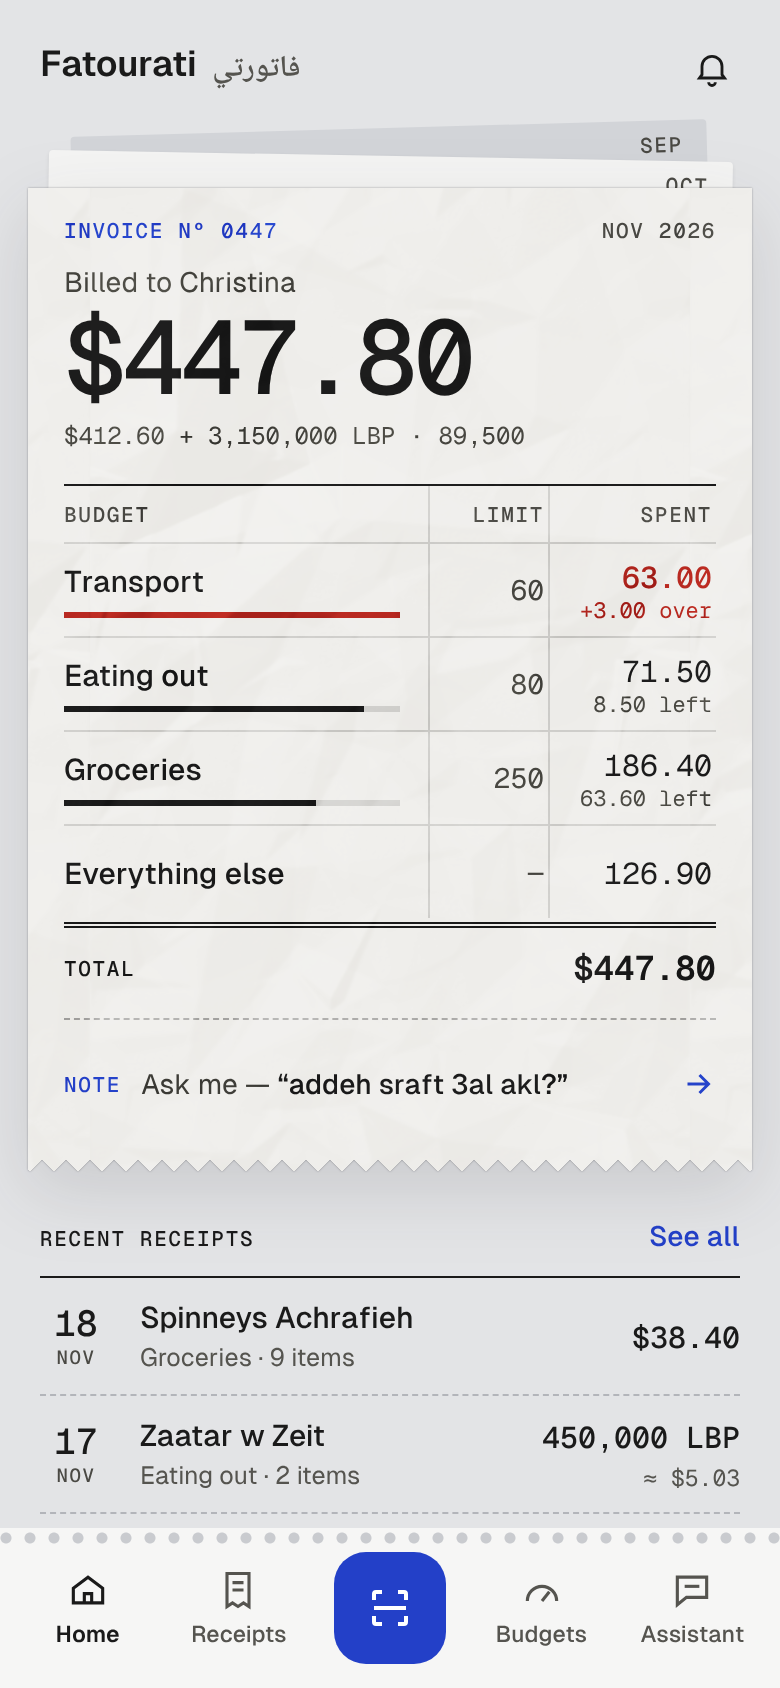 Fatourati فاتورتي
SEP
OCT
INVOICE Nº 0447 NOV 2026
Billed to Christina
$447.80
$412.60 + 3,150,000 LBP · 89,500
BUDGET LIMIT SPENT
Transport 60 63.00
+3.00 over
Eating out 80 71.50
8.50 left
Groceries 250 186.40
63.60 left
Everything else – 126.90
TOTAL $447.80
NOTE Ask me — “addeh sraft 3al akl?”
RECENT RECEIPTS See all
18 Spinneys Achrafieh $38.40
NOV Groceries · 9 items
17 Zaatar w Zeit 450,000 LBP
NOV Eating out · 2 items ≈ $5.03
Home Receipts Budgets Assistant